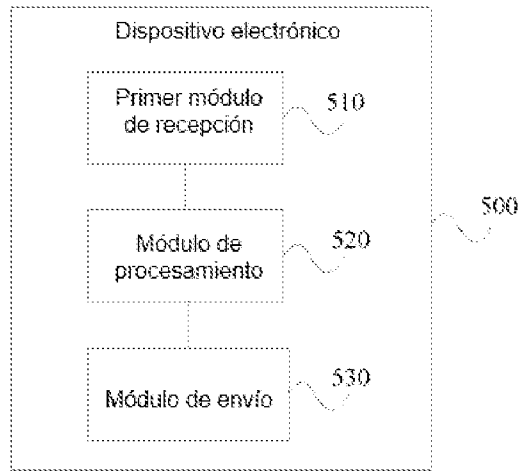 Dispositivo electrónico
Primer módulo
de recepción
510
500
Módulo de
procesamiento
520
Módulo de envío
530